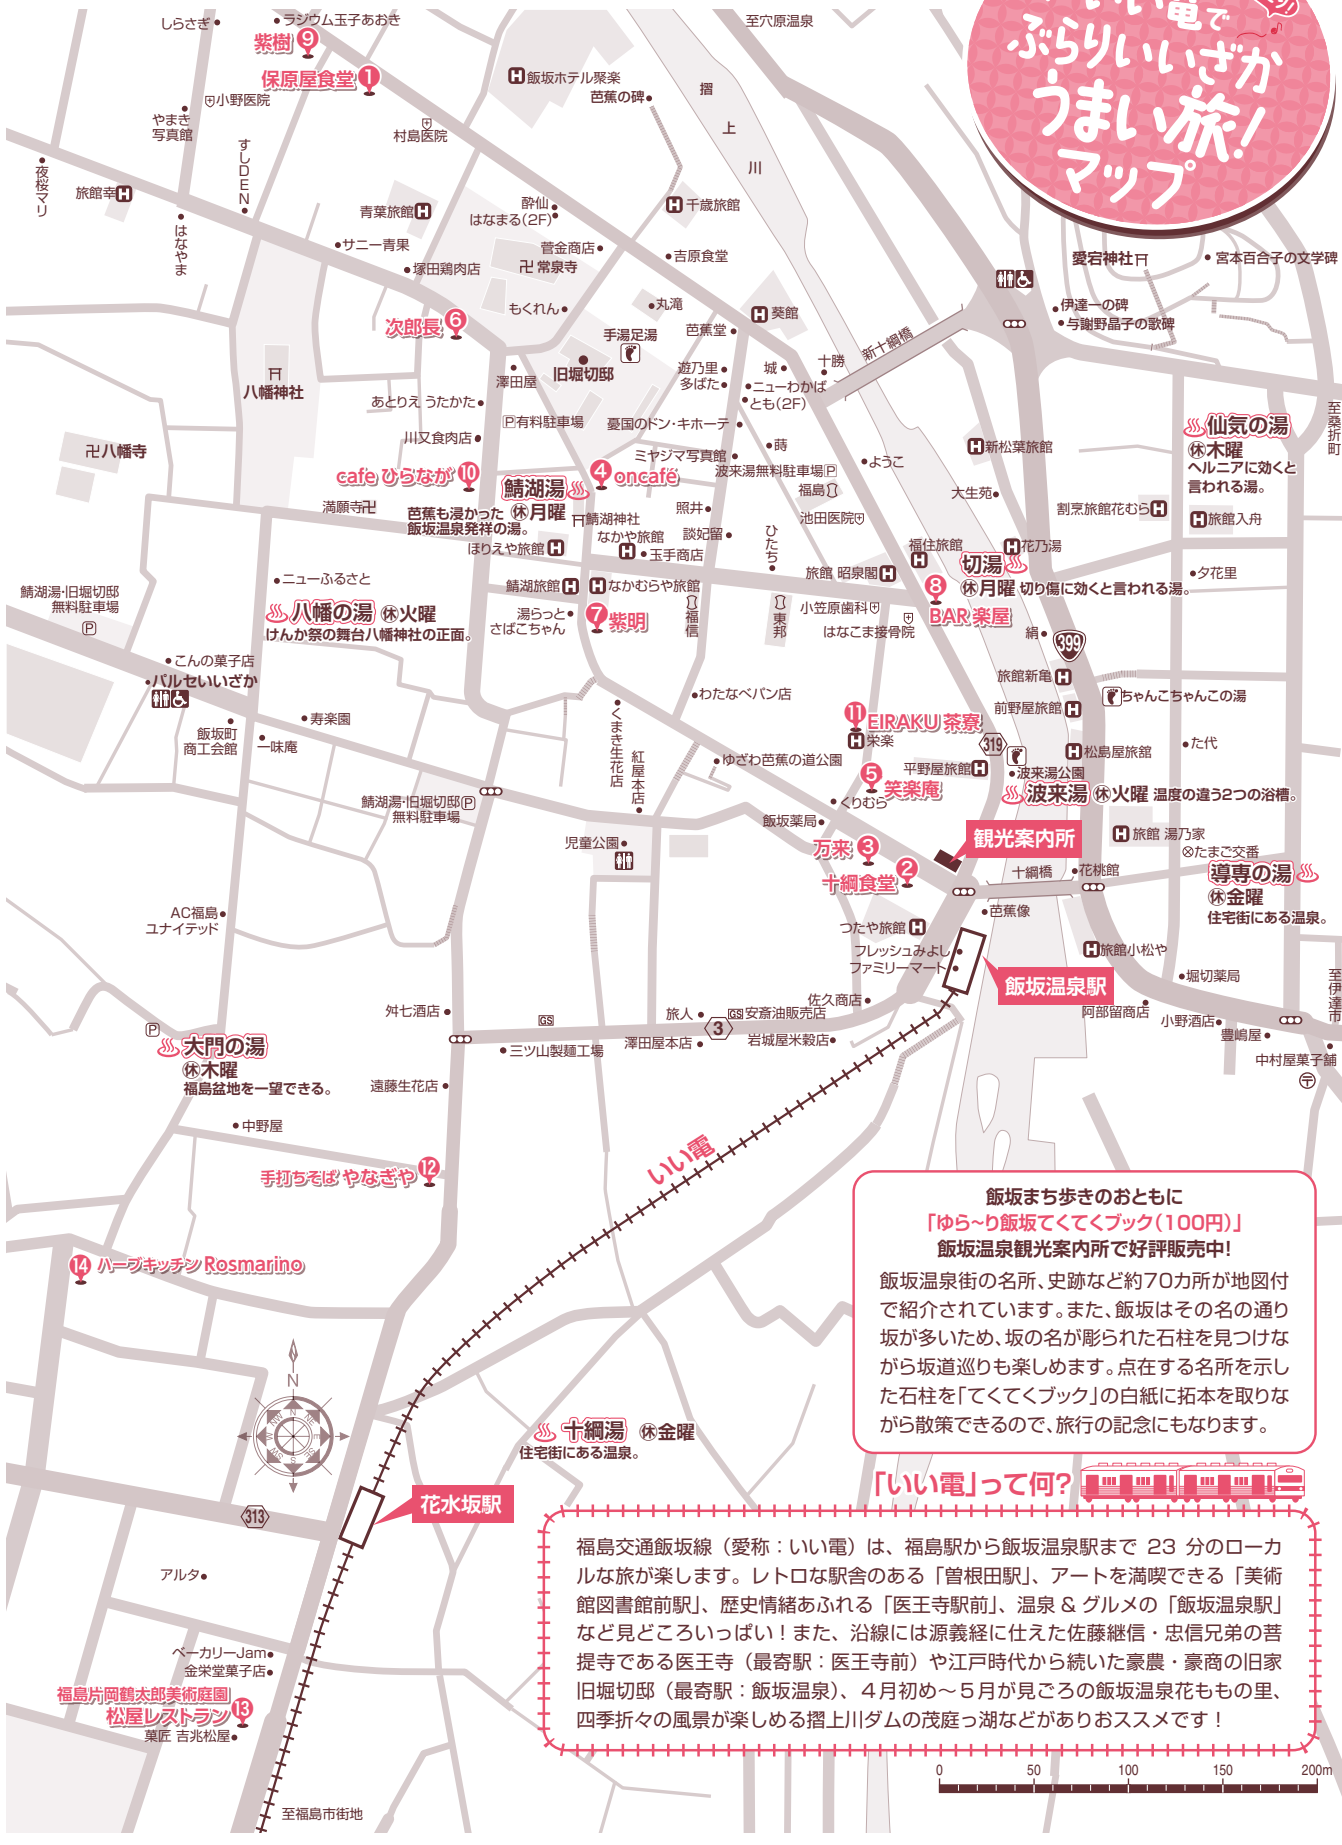 いい電で
ぶらりいいざか
うまい旅!
マップ
しらさぎ
ラジウム玉子あおき
至穴原温泉
紫樹 9
保原屋食堂 1
小野医院
やまき
写真館
飯坂ホテル聚楽
芭蕉の碑
摺上川
村島医院
すしDEN
夜桜マリ
旅館幸
はなやま
青葉旅館
酔仙
はなまる(2F)
千歳旅館
サニー青果
菅金商店
塚田鶏肉店
卍 常泉寺
吉原食堂
愛宕神社
宮本百合子の文学碑
もくれん
丸滝
葵館
伊達一の碑
与謝野晶子の歌碑
次郎長 6
手湯足湯
芭蕉堂
新十綱橋
旧堀切邸
遊乃里
多ばた
城
十勝
ニューわかば
とも(2F)
澤田屋
八幡神社
あとりえ うたかた
P有料駐車場
憂国のドン・キホーテ
至桑折町
仙気の湯
休木曜
ヘルニアに効くと
言われる湯。
卍八幡寺
川又食肉店
蒔
ミヤジマ写真館
波来湯無料駐車場P
ようこ
新松葉旅館
cafe ひらなが 10
4 oncafé
鯖湖湯
休月曜
芭蕉も浸かった
飯坂温泉発祥の湯。
福島
大生苑
満願寺卍
鯖湖神社
照井
池田医院
割烹旅館花むら
旅館入舟
ほりえや旅館
なかや旅館
談妃留
玉手商店
ひたち
福住旅館
花乃湯
切湯
休月曜 切り傷に効くと言われる湯。
鯖湖湯・旧堀切邸
無料駐車場
P
ニューふるさと
鯖湖旅館
なかむらや旅館
旅館 昭泉閣
夕花里
八幡の湯 休火曜
けんか祭の舞台八幡神社の正面。
湯らっと
さばこちゃん
7 紫明
福信
東邦
小笠原歯科
はなこま接骨院
8
BAR 楽屋
絹
399
こんの菓子店
パルセいいざか
旅館新亀
ちゃんこちゃんこの湯
わたなべパン店
前野屋旅館
飯坂町
商工会館
寿楽園
一味庵
くまき生花店
紅屋本店
11 EIRAKU 茶寮
栄楽
319
松島屋旅館
た代
ゆざわ芭蕉の道公園
平野屋旅館
波来湯公園
5 笑楽庵
くりむら
波来湯 休火曜 温度の違う2つの浴槽。
鯖湖湯・旧堀切邸P
無料駐車場
飯坂薬局
児童公園
万来 3
観光案内所
旅館 湯乃家
たまご交番
十綱食堂 2
十綱橋
花桃館
導専の湯
休金曜
住宅街にある温泉。
AC福島
ユナイテッド
芭蕉像
つたや旅館
フレッシュみよし
ファミリーマート
旅館小松や
飯坂温泉駅
堀切薬局
至伊達市
舛七酒店
GS
旅人
3
GS安斎油販売店
佐久商店
阿部留商店
小野酒店
豊嶋屋
P
大門の湯
休木曜
福島盆地を一望できる。
三ツ山製麺工場
澤田屋本店
岩城屋米穀店
中村屋菓子舗
遠藤生花店
中野屋
いい電
手打ちそば やなぎや 12
14 ハーブキッチン Rosmarino
飯坂まち歩きのおともに
「ゆら~り飯坂てくてくブック(100円)」
飯坂温泉観光案内所で好評販売中!
飯坂温泉街の名所、史跡など約70カ所が地図付
で紹介されています。また、飯坂はその名の通り
坂が多いため、坂の名が彫られた石柱を見つけな
がら坂道巡りも楽しめます。点在する名所を示し
た石柱を「てくてくブック」の白紙に拓本を取りな
がら散策できるので、旅行の記念にもなります。
N
N
NE
E
SE
S
SW
W
NW
十綱湯 休金曜
住宅街にある温泉。
花水坂駅
313
アルタ
ベーカリーJam
金栄堂菓子店
福島片岡鶴太郎美術庭園
松屋レストラン 13
菓匠 吉兆松屋
至福島市街地
「いい電」って何?
福島交通飯坂線(愛称:いい電)は、福島駅から飯坂温泉駅まで 23 分のローカ
ルな旅が楽します。レトロな駅舎のある「曽根田駅」、アートを満喫できる「美術
館図書館前駅」、歴史情緒あふれる「医王寺駅前」、温泉 & グルメの「飯坂温泉駅」
など見どころいっぱい!また、沿線には源義経に仕えた佐藤継信・忠信兄弟の菩
提寺である医王寺(最寄駅:医王寺前)や江戸時代から続いた豪農・豪商の旧家
旧堀切邸(最寄駅:飯坂温泉)、4月初め〜5月が見ごろの飯坂温泉花ももの里、
四季折々の風景が楽しめる摺上川ダムの茂庭っ湖などがありおススメです!
0 50 100 150 200m